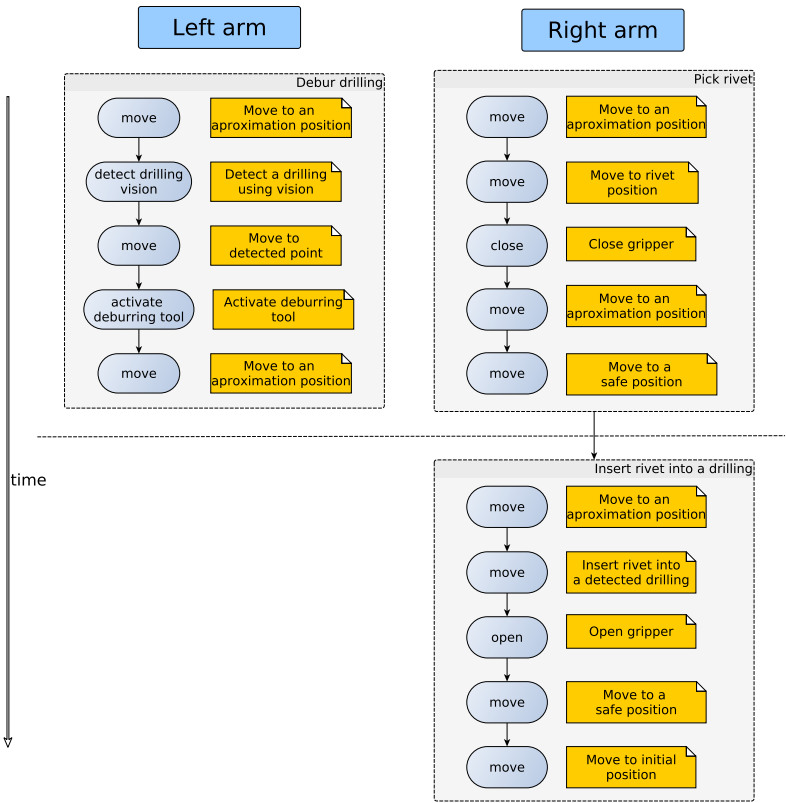 Left arm
Right arm
Debur drilling
move
Move to an
aproximation position
detect drilling
vision
Detect a drilling
using vision
move
Move to
detected point
activate
deburring tool
Activate deburring
tool
move
Move to an
aproximation position
Pick rivet
move
Move to an
aproximation position
move
Move to rivet
position
close
Close gripper
move
Move to an
aproximation position
move
Move to a
safe position
time
Insert rivet into a drilling
move
Move to an
aproximation position
move
Insert rivet into
a detected drilling
open
Open gripper
move
Move to a
safe position
move
Move to initial
position